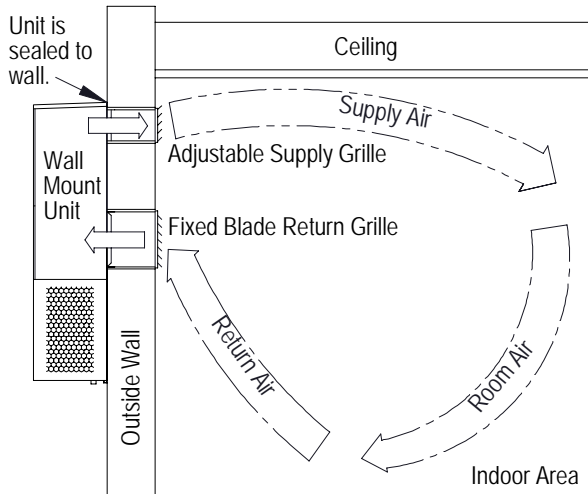 Unit is
sealed to
wall.
Ceiling
Supply Air
Adjustable Supply Grille
Wall
Mount
Unit
Fixed Blade Return Grille
Return Air
Room Air
Outside Wall
Indoor Area